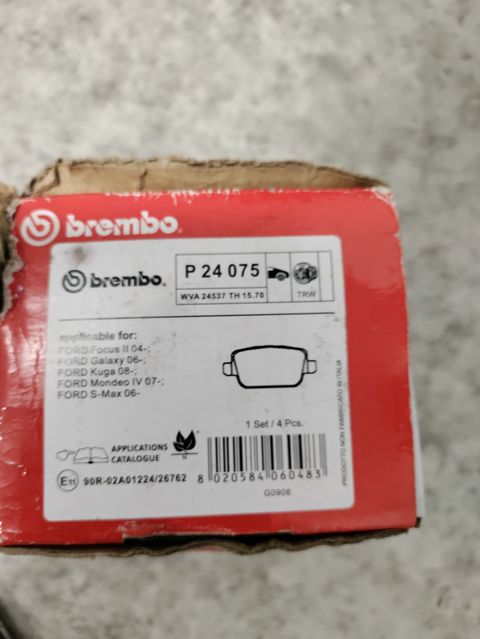 brembo.
brembo.
P 24 075
WVA 24537 TH 15.70
TRW
applicable for:
FORD Focus II 04-;
FORD Galaxy 06-;
FORD Kuga 08-;
FORD Mondeo IV 07-;
FORD S-Max 06-
1 Set / 4 Pcs.
APPLICATIONS
CATALOGUE
E11 90R-02A01224/26762
8 020584 060483
G0906
PRODOTTO NON FABBRICATO IN ITALIA